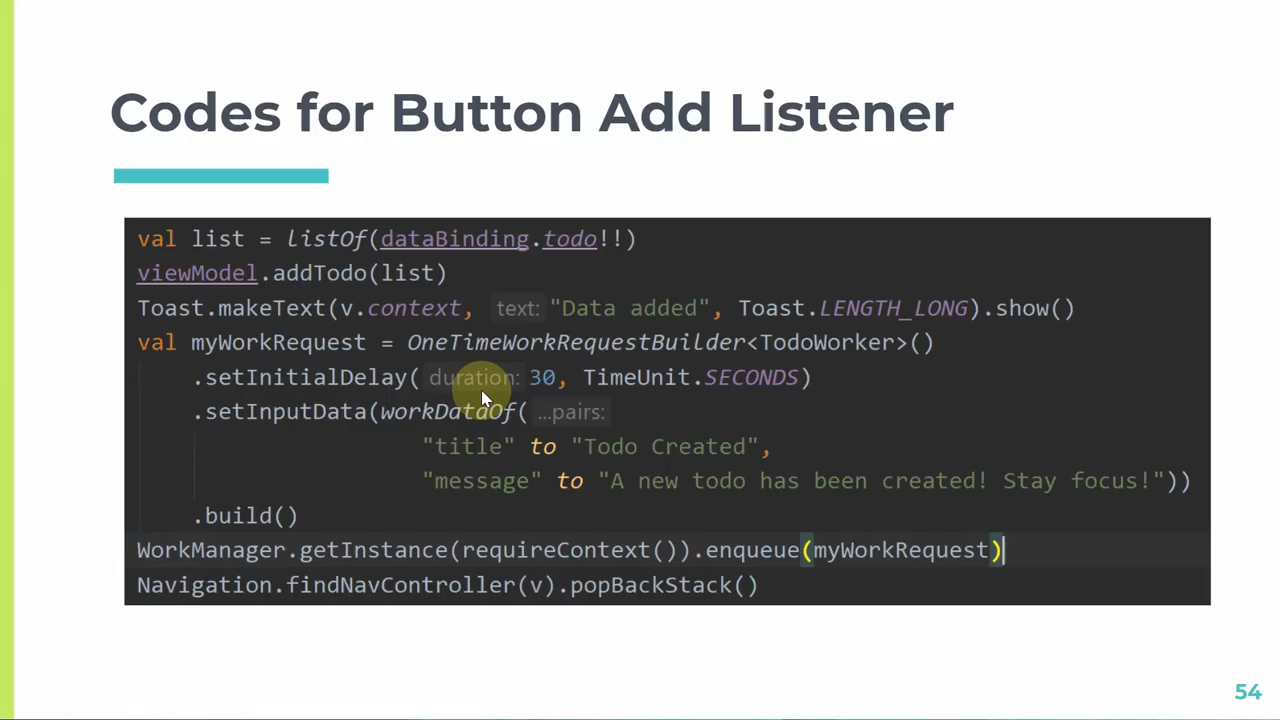 Codes for Button Add Listener
val list = listOf(dataBinding.todo!!)
viewModel.addTodo(list)
Toast.makeText(v.context, text: "Data added", Toast.LENGTH_LONG).show()
val myWorkRequest = OneTimeWorkRequestBuilder<TodoWorker>()
.setInitialDelay( duration: 30, TimeUnit.SECONDS)
.setInputData(workDataOf( ...pairs:
"title" to "Todo Created",
"message" to "A new todo has been created! Stay focus!"))
.build()
WorkManager.getInstance(requireContext()).enqueue(myWorkRequest)
Navigation.findNavController(v).popBackStack()
54